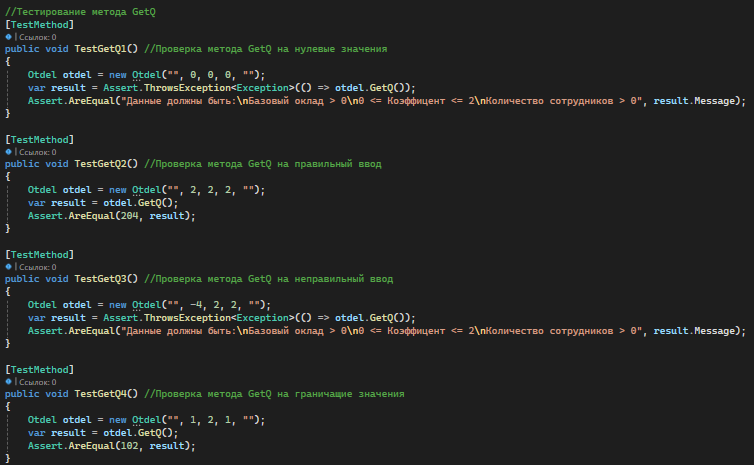 //Тестирование метода GetQ
[TestMethod]
| Ссылок: 0
public void TestGetQ1() //Проверка метода GetQ на нулевые значения
{
Otdel otdel = new Otdel("", 0, 0, 0, "");
var result = Assert.ThrowsException<Exception>(() => otdel.GetQ());
Assert.AreEqual("Данные должны быть:\nБазовый оклад > 0\n0 <= Коэффицент <= 2\nКоличество сотрудников > 0", result.Message);
}
[TestMethod]
| Ссылок: 0
public void TestGetQ2() //Проверка метода GetQ на правильный ввод
{
Otdel otdel = new Otdel("", 2, 2, 2, "");
var result = otdel.GetQ();
Assert.AreEqual(204, result);
}
[TestMethod]
| Ссылок: 0
public void TestGetQ3() //Проверка метода GetQ на неправильный ввод
{
Otdel otdel = new Otdel("", -4, 2, 2, "");
var result = Assert.ThrowsException<Exception>(() => otdel.GetQ());
Assert.AreEqual("Данные должны быть:\nБазовый оклад > 0\n0 <= Коэффицент <= 2\nКоличество сотрудников > 0", result.Message);
}
[TestMethod]
| Ссылок: 0
public void TestGetQ4() //Проверка метода GetQ на граничащие значения
{
Otdel otdel = new Otdel("", 1, 2, 1, "");
var result = otdel.GetQ();
Assert.AreEqual(102, result);
}